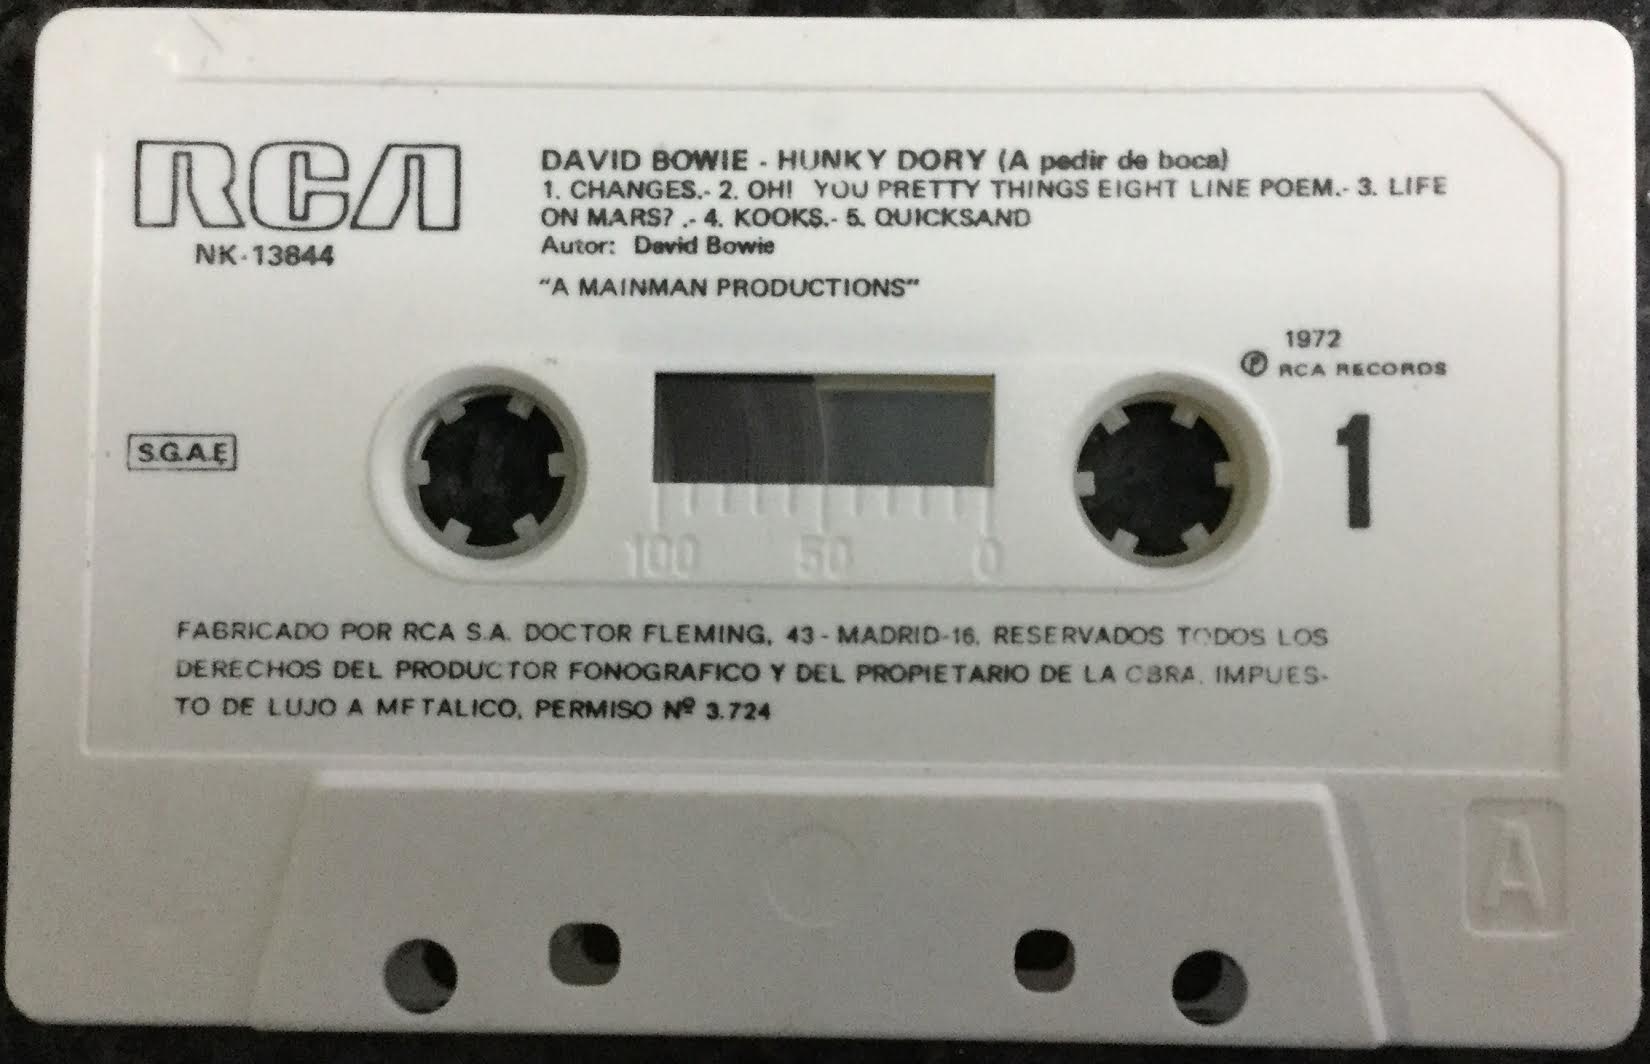 RCA
NK-13844
DAVID BOWIE - HUNKY DORY (A pedir de boca)
1. CHANGES.- 2. OH! YOU PRETTY THINGS EIGHT LINE POEM.- 3. LIFE
ON MARS? .- 4. KOOKS.- 5. QUICKSAND
Autor: David Bowie
"A MAINMAN PRODUCTIONS"
1972
Ⓟ RCA RECORDS
S.G.A.E
1
100 50 0
FABRICADO POR RCA S.A. DOCTOR FLEMING, 43 - MADRID-16. RESERVADOS TODOS LOS
DERECHOS DEL PRODUCTOR FONOGRAFICO Y DEL PROPIETARIO DE LA OBRA. IMPUES-
TO DE LUJO A METALICO, PERMISO Nº 3.724
A